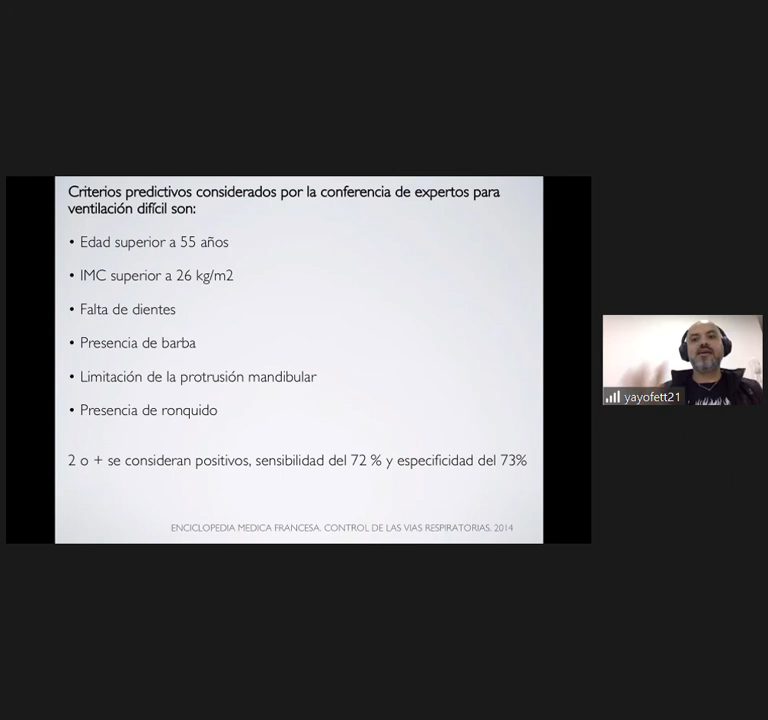 Criterios predictivos considerados por la conferencia de expertos para
ventilación difícil son:
• Edad superior a 55 años
• IMC superior a 26 kg/m2
• Falta de dientes
• Presencia de barba
• Limitación de la protrusión mandibular
• Presencia de ronquido
2 o + se consideran positivos, sensibilidad del 72 % y especificidad del 73%
ENCICLOPEDIA MEDICA FRANCESA. CONTROL DE LAS VIAS RESPIRATORIAS. 2014
yayofett21